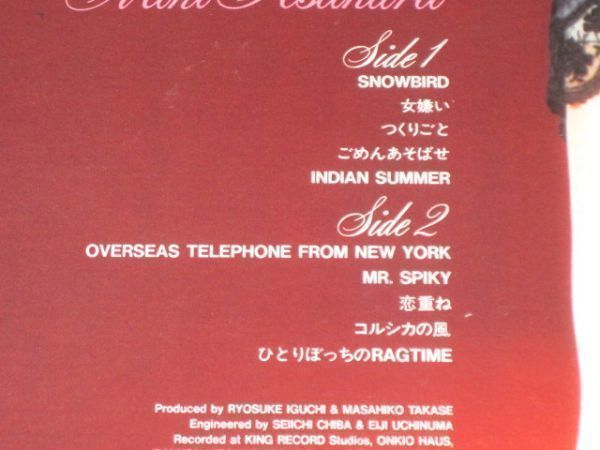 Side 1
SNOWBIRD
女嫌い
つくりごと
ごめんあそばせ
INDIAN SUMMER
Side 2
OVERSEAS TELEPHONE FROM NEW YORK
MR. SPIKY
恋重ね
コルシカの風
ひとりぼっちのRAGTIME
Produced by RYOSUKE IGUCHI & MASAHIKO TAKASE
Engineered by SEIICHI CHIBA & EIJI UCHINUMA
Recorded at KING RECORD Studios, ONKIO HAUS,